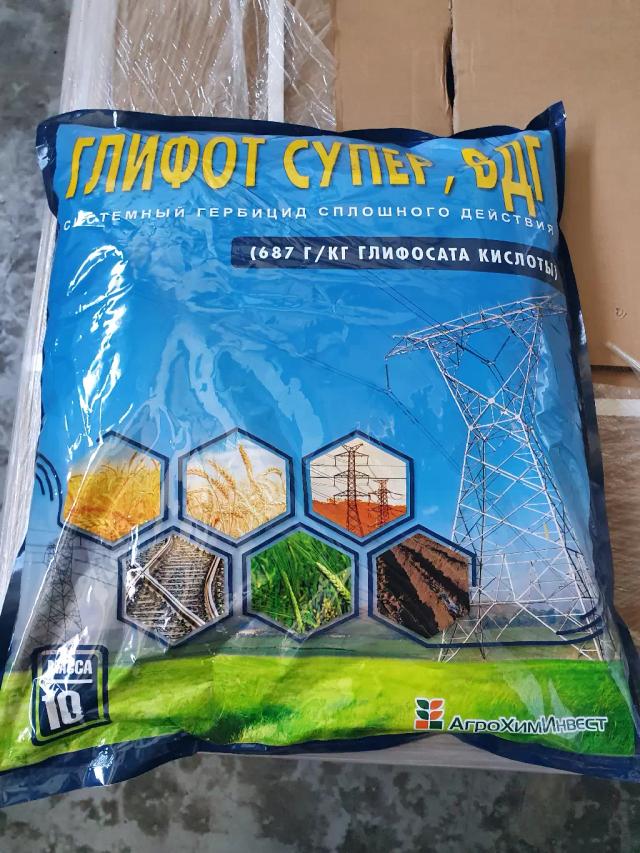 ГЛИФОТ СУПЕР, ВДГ
СИСТЕМНЫЙ ГЕРБИЦИД СПЛОШНОГО ДЕЙСТВИЯ
(687 Г/КГ ГЛИФОСАТА КИСЛОТЫ)
МАССА
10
АгроХимИнвест